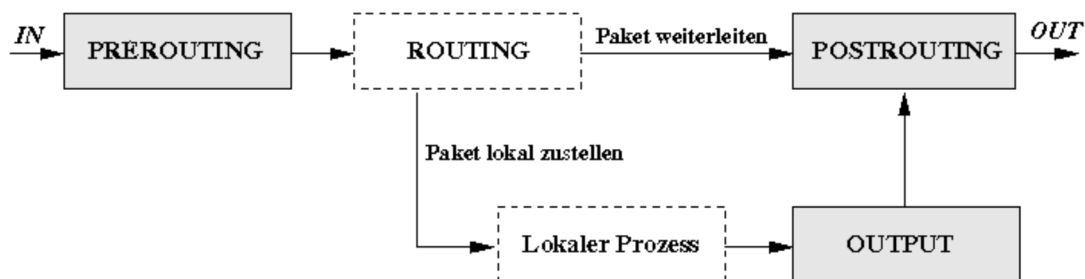 IN
PREROUTING
ROUTING
Paket weiterleiten
POSTROUTING
OUT
Paket lokal zustellen
Lokaler Prozess
OUTPUT